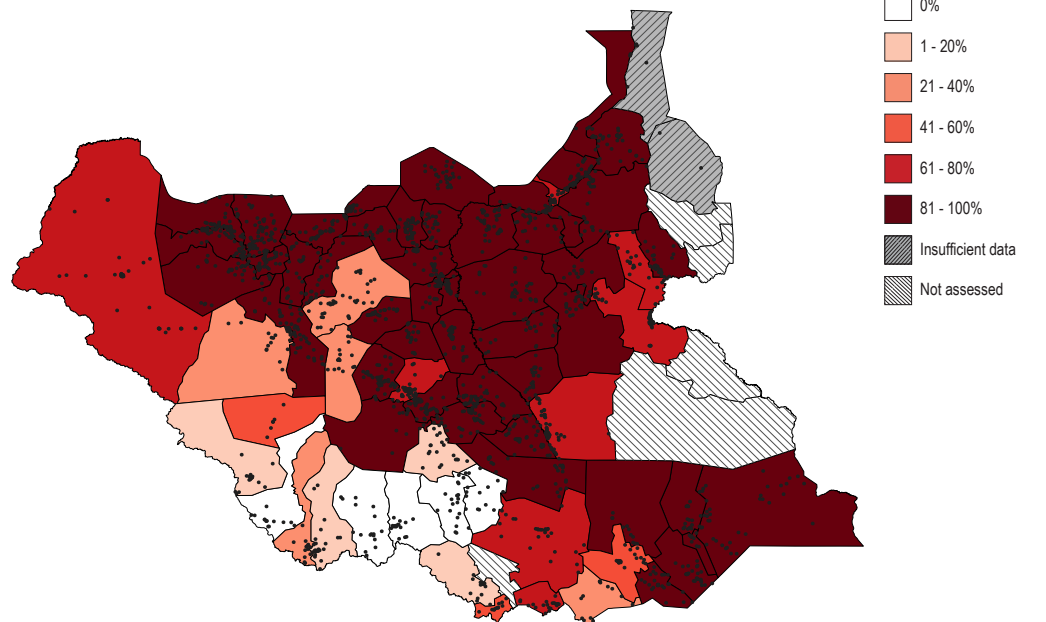 0%
1 - 20%
21 - 40%
41 - 60%
61 - 80%
81 - 100%
Insufficient data
Not assessed